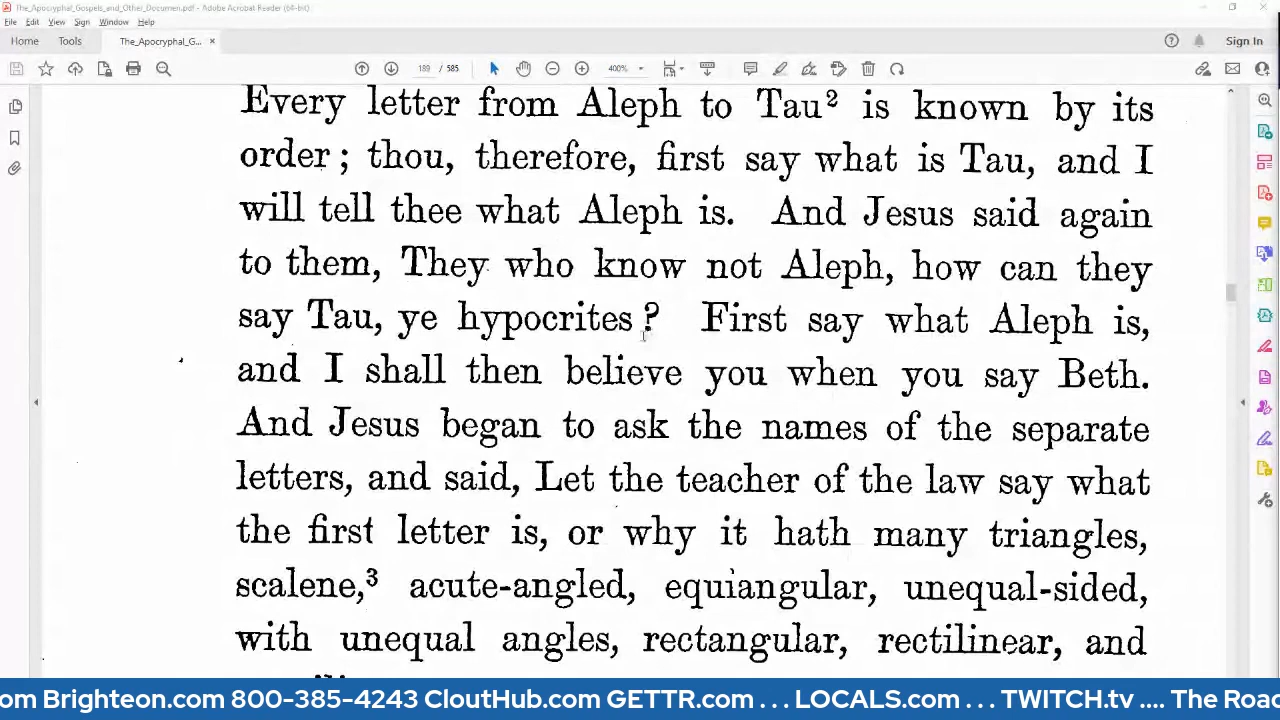 The_Apocryphal_Gospels_and_Other_Documen.pdf - Adobe Acrobat Reader (64-bit)
File Edit View Sign Window Help
Home Tools The_Apocryphal_G... × Sign In
189 / 585 400%
Every letter from Aleph to Tau² is known by its
order ; thou, therefore, first say what is Tau, and I
will tell thee what Aleph is. And Jesus said again
to them, They who know not Aleph, how can they
say Tau, ye hypocrites ? First say what Aleph is,
and I shall then believe you when you say Beth.
And Jesus began to ask the names of the separate
letters, and said, Let the teacher of the law say what
the first letter is, or why it hath many triangles,
scalene,³ acute-angled, equiangular, unequal-sided,
with unequal angles, rectangular, rectilinear, and
om Brighteon.com 800-385-4243 CloutHub.com GETTR.com . . . LOCALS.com . . . TWITCH.tv .... The Road